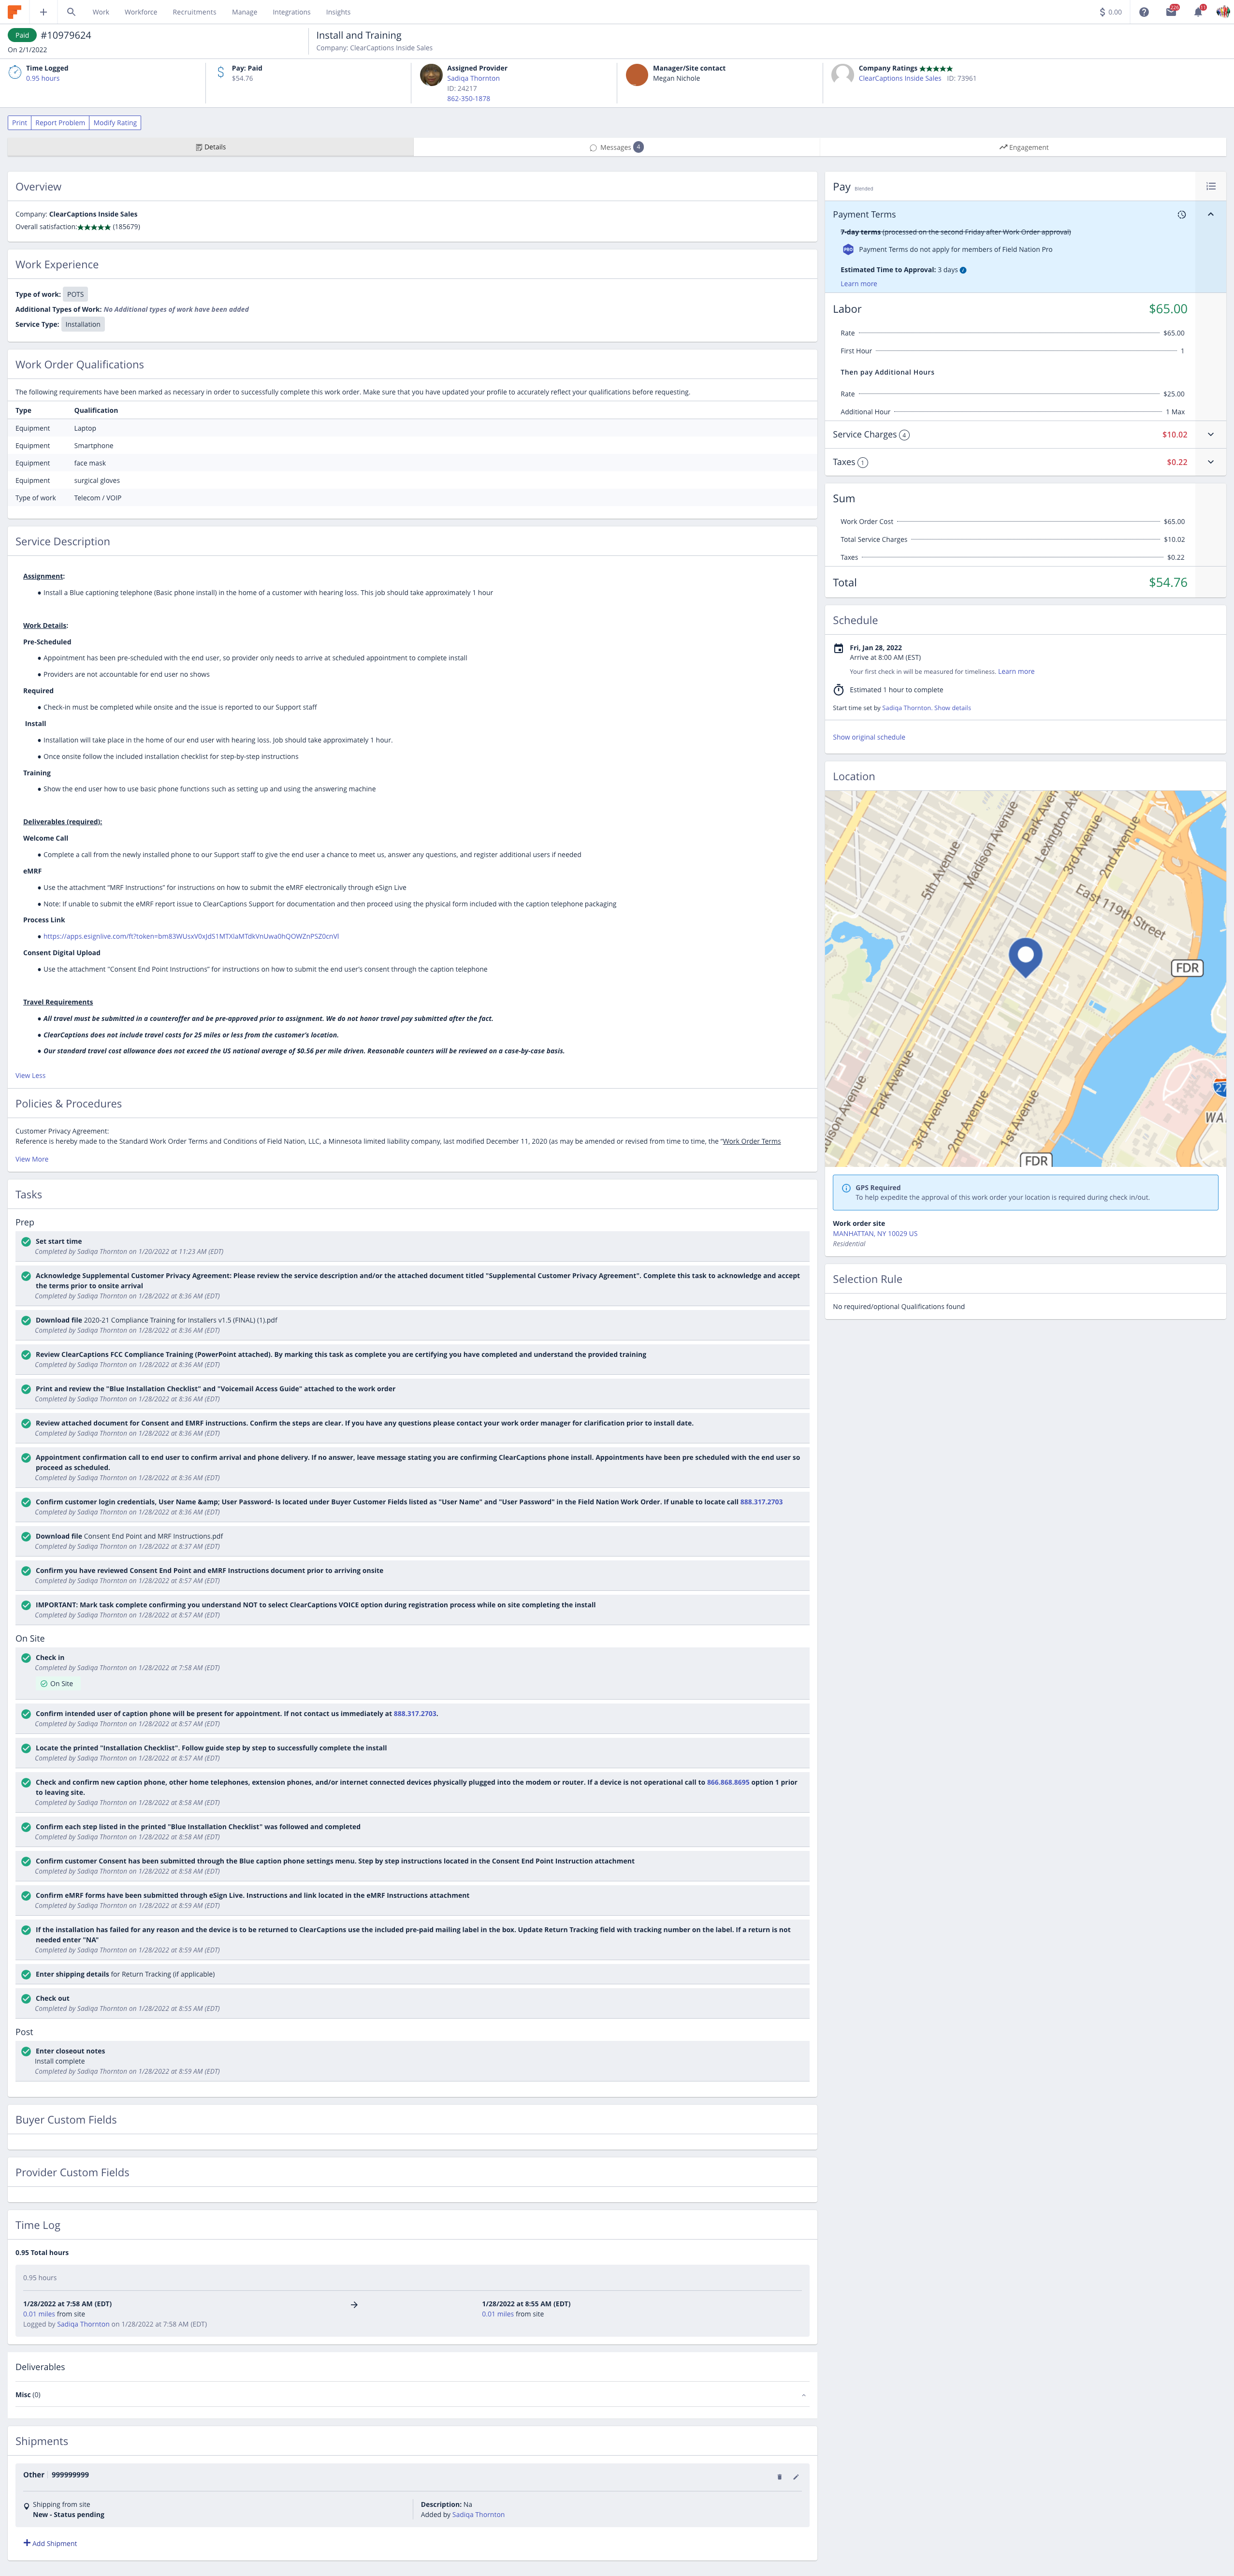 Work Workforce Recruitments Manage Integrations Insights
$ 0.00
Paid #10979624
On 2/1/2022
Install and Training
Company: ClearCaptions Inside Sales
Time Logged
0.95 hours
Pay: Paid
$54.76
Assigned Provider
Sadiqa Thornton
ID: 24217
862-350-1878
Manager/Site contact
Megan Nichole
Company Ratings ★★★★★
ClearCaptions Inside Sales ID: 73961
Print Report Problem Modify Rating
Details
Messages 4
Engagement
Overview
Company: ClearCaptions Inside Sales
Overall satisfaction:★★★★★ (185679)
Work Experience
Type of work: POTS
Additional Types of Work: No Additional types of work have been added
Service Type: Installation
Work Order Qualifications
The following requirements have been marked as necessary in order to successfully complete this work order. Make sure that you have updated your profile to accurately reflect your qualifications before requesting.
Type Qualification
Equipment Laptop
Equipment Smartphone
Equipment face mask
Equipment surgical gloves
Type of work Telecom / VOIP
Service Description
Assignment:
● Install a Blue captioning telephone (Basic phone install) in the home of a customer with hearing loss. This job should take approximately 1 hour
Work Details:
Pre-Scheduled
● Appointment has been pre-scheduled with the end user, so provider only needs to arrive at scheduled appointment to complete install
● Providers are not accountable for end user no shows
Required
● Check-in must be completed while onsite and the issue is reported to our Support staff
Install
● Installation will take place in the home of our end user with hearing loss. Job should take approximately 1 hour.
● Once onsite follow the included installation checklist for step-by-step instructions
Training
● Show the end user how to use basic phone functions such as setting up and using the answering machine
Deliverables (required):
Welcome Call
● Complete a call from the newly installed phone to our Support staff to give the end user a chance to meet us, answer any questions, and register additional users if needed
eMRF
● Use the attachment "MRF Instructions" for instructions on how to submit the eMRF electronically through eSign Live
● Note: If unable to submit the eMRF report issue to ClearCaptions Support for documentation and then proceed using the physical form included with the caption telephone packaging
Process Link
Consent Digital Upload
● Use the attachment "Consent End Point Instructions" for instructions on how to submit the end user's consent through the caption telephone
Travel Requirements
● All travel must be submitted in a counteroffer and be pre-approved prior to assignment. We do not honor travel pay submitted after the fact.
● ClearCaptions does not include travel costs for 25 miles or less from the customer's location.
● Our standard travel cost allowance does not exceed the US national average of $0.56 per mile driven. Reasonable counters will be reviewed on a case-by-case basis.
View Less
Policies & Procedures
Customer Privacy Agreement:
Reference is hereby made to the Standard Work Order Terms and Conditions of Field Nation, LLC, a Minnesota limited liability company, last modified December 11, 2020 (as may be amended or revised from time to time, the "Work Order Terms
View More
Tasks
Prep
Set start time
Completed by Sadiqa Thornton on 1/20/2022 at 11:23 AM (EDT)
Acknowledge Supplemental Customer Privacy Agreement: Please review the service description and/or the attached document titled "Supplemental Customer Privacy Agreement". Complete this task to acknowledge and accept
the terms prior to onsite arrival
Completed by Sadiqa Thornton on 1/28/2022 at 8:36 AM (EDT)
Download file 2020-21 Compliance Training for Installers v1.5 (FINAL) (1).pdf
Completed by Sadiqa Thornton on 1/28/2022 at 8:36 AM (EDT)
Review ClearCaptions FCC Compliance Training (PowerPoint attached). By marking this task as complete you are certifying you have completed and understand the provided training
Completed by Sadiqa Thornton on 1/28/2022 at 8:36 AM (EDT)
Print and review the "Blue Installation Checklist" and "Voicemail Access Guide" attached to the work order
Completed by Sadiqa Thornton on 1/28/2022 at 8:36 AM (EDT)
Review attached document for Consent and EMRF instructions. Confirm the steps are clear. If you have any questions please contact your work order manager for clarification prior to install date.
Completed by Sadiqa Thornton on 1/28/2022 at 8:36 AM (EDT)
Appointment confirmation call to end user to confirm arrival and phone delivery. If no answer, leave message stating you are confirming ClearCaptions phone install. Appointments have been pre scheduled with the end user so
proceed as scheduled.
Completed by Sadiqa Thornton on 1/28/2022 at 8:36 AM (EDT)
Confirm customer login credentials, User Name &amp; User Password- Is located under Buyer Customer Fields listed as "User Name" and "User Password" in the Field Nation Work Order. If unable to locate call 888.317.2703
Completed by Sadiqa Thornton on 1/28/2022 at 8:36 AM (EDT)
Download file Consent End Point and MRF Instructions.pdf
Completed by Sadiqa Thornton on 1/28/2022 at 8:37 AM (EDT)
Confirm you have reviewed Consent End Point and eMRF Instructions document prior to arriving onsite
Completed by Sadiqa Thornton on 1/28/2022 at 8:57 AM (EDT)
IMPORTANT: Mark task complete confirming you understand NOT to select ClearCaptions VOICE option during registration process while on site completing the install
Completed by Sadiqa Thornton on 1/28/2022 at 8:57 AM (EDT)
On Site
Check in
Completed by Sadiqa Thornton on 1/28/2022 at 7:58 AM (EDT)
On Site
Confirm intended user of caption phone will be present for appointment. If not contact us immediately at 888.317.2703.
Completed by Sadiqa Thornton on 1/28/2022 at 8:57 AM (EDT)
Locate the printed "Installation Checklist". Follow guide step by step to successfully complete the install
Completed by Sadiqa Thornton on 1/28/2022 at 8:57 AM (EDT)
Check and confirm new caption phone, other home telephones, extension phones, and/or internet connected devices physically plugged into the modem or router. If a device is not operational call to 866.868.8695 option 1 prior
to leaving site.
Completed by Sadiqa Thornton on 1/28/2022 at 8:58 AM (EDT)
Confirm each step listed in the printed "Blue Installation Checklist" was followed and completed
Completed by Sadiqa Thornton on 1/28/2022 at 8:58 AM (EDT)
Confirm customer Consent has been submitted through the Blue caption phone settings menu. Step by step instructions located in the Consent End Point Instruction attachment
Completed by Sadiqa Thornton on 1/28/2022 at 8:58 AM (EDT)
Confirm eMRF forms have been submitted through eSign Live. Instructions and link located in the eMRF Instructions attachment
Completed by Sadiqa Thornton on 1/28/2022 at 8:59 AM (EDT)
If the installation has failed for any reason and the device is to be returned to ClearCaptions use the included pre-paid mailing label in the box. Update Return Tracking field with tracking number on the label. If a return is not
needed enter "NA"
Completed by Sadiqa Thornton on 1/28/2022 at 8:59 AM (EDT)
Enter shipping details for Return Tracking (if applicable)
Check out
Completed by Sadiqa Thornton on 1/28/2022 at 8:55 AM (EDT)
Post
Enter closeout notes
Install complete
Completed by Sadiqa Thornton on 1/28/2022 at 8:59 AM (EDT)
Buyer Custom Fields
Provider Custom Fields
Time Log
0.95 Total hours
0.95 hours
1/28/2022 at 7:58 AM (EDT)
0.01 miles from site
Logged by Sadiqa Thornton on 1/28/2022 at 7:58 AM (EDT)
1/28/2022 at 8:55 AM (EDT)
0.01 miles from site
Deliverables
Misc (0)
Shipments
Other 999999999
Shipping from site
New - Status pending
Description: Na
Added by Sadiqa Thornton
+ Add Shipment
Pay Blended
Payment Terms
7-day terms (processed on the second Friday after Work Order approval)
PRO Payment Terms do not apply for members of Field Nation Pro
Estimated Time to Approval: 3 days
Learn more
Labor $65.00
Rate $65.00
First Hour 1
Then pay Additional Hours
Rate $25.00
Additional Hour 1 Max
Service Charges 4 $10.02
Taxes 1 $0.22
Sum
Work Order Cost $65.00
Total Service Charges $10.02
Taxes $0.22
Total $54.76
Schedule
Fri, Jan 28, 2022
Arrive at 8:00 AM (EST)
Your first check in will be measured for timeliness. Learn more
Estimated 1 hour to complete
Start time set by Sadiqa Thornton. Show details
Show original schedule
Location
5th Avenue
Madison Avenue
Park Aven
Lexington Ave
3rd Avenue
2nd Avenue
East 119th Street
FDR
dison Avenue
Park Avenue
3rd Avenue
2nd Avenue
1st Avenue
FDR
27
WA
GPS Required
To help expedite the approval of this work order your location is required during check in/out.
Work order site
MANHATTAN, NY 10029 US
Residential
Selection Rule
No required/optional Qualifications found